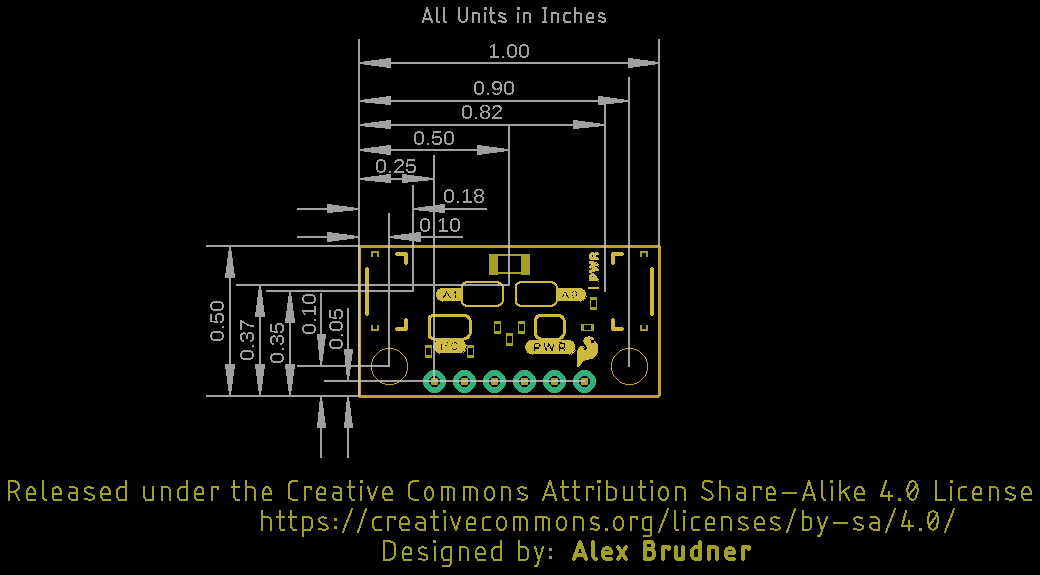 All Units in Inches
1.00
0.90
0.82
0.50
0.25
0.18
0.10
0.50
0.37
0.35
0.10
0.05
PWR
A1
A0
I2C
PWR
Released under the Creative Commons Attribution Share-Alike 4.0 License
https://creativecommons.org/licenses/by-sa/4.0/
Designed by: Alex Brudner